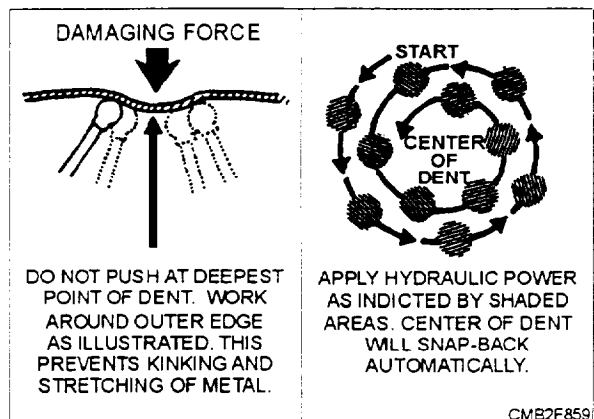 DAMAGING FORCE
DO NOT PUSH AT DEEPEST
POINT OF DENT. WORK
AROUND OUTER EDGE
AS ILLUSTRATED. THIS
PREVENTS KINKING AND
STRETCHING OF METAL.
START
CENTER
OF
DENT
APPLY HYDRAULIC POWER
AS INDICTED BY SHADED
AREAS. CENTER OF DENT
WILL SNAP-BACK
AUTOMATICALLY.
CMB2F859